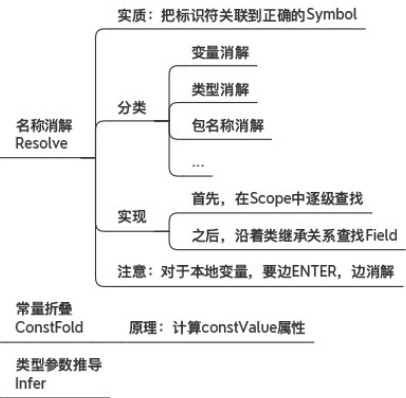 实质：把标识符关联到正确的Symbol
变量消解
分类
类型消解
名称消解
Resolve
包名称消解
...
首先，在Scope中逐级查找
实现
之后，沿着类继承关系查找Field
注意：对于本地变量，要边ENTER，边消解
常量折叠
ConstFold
原理：计算constValue属性
类型参数推导
Infer